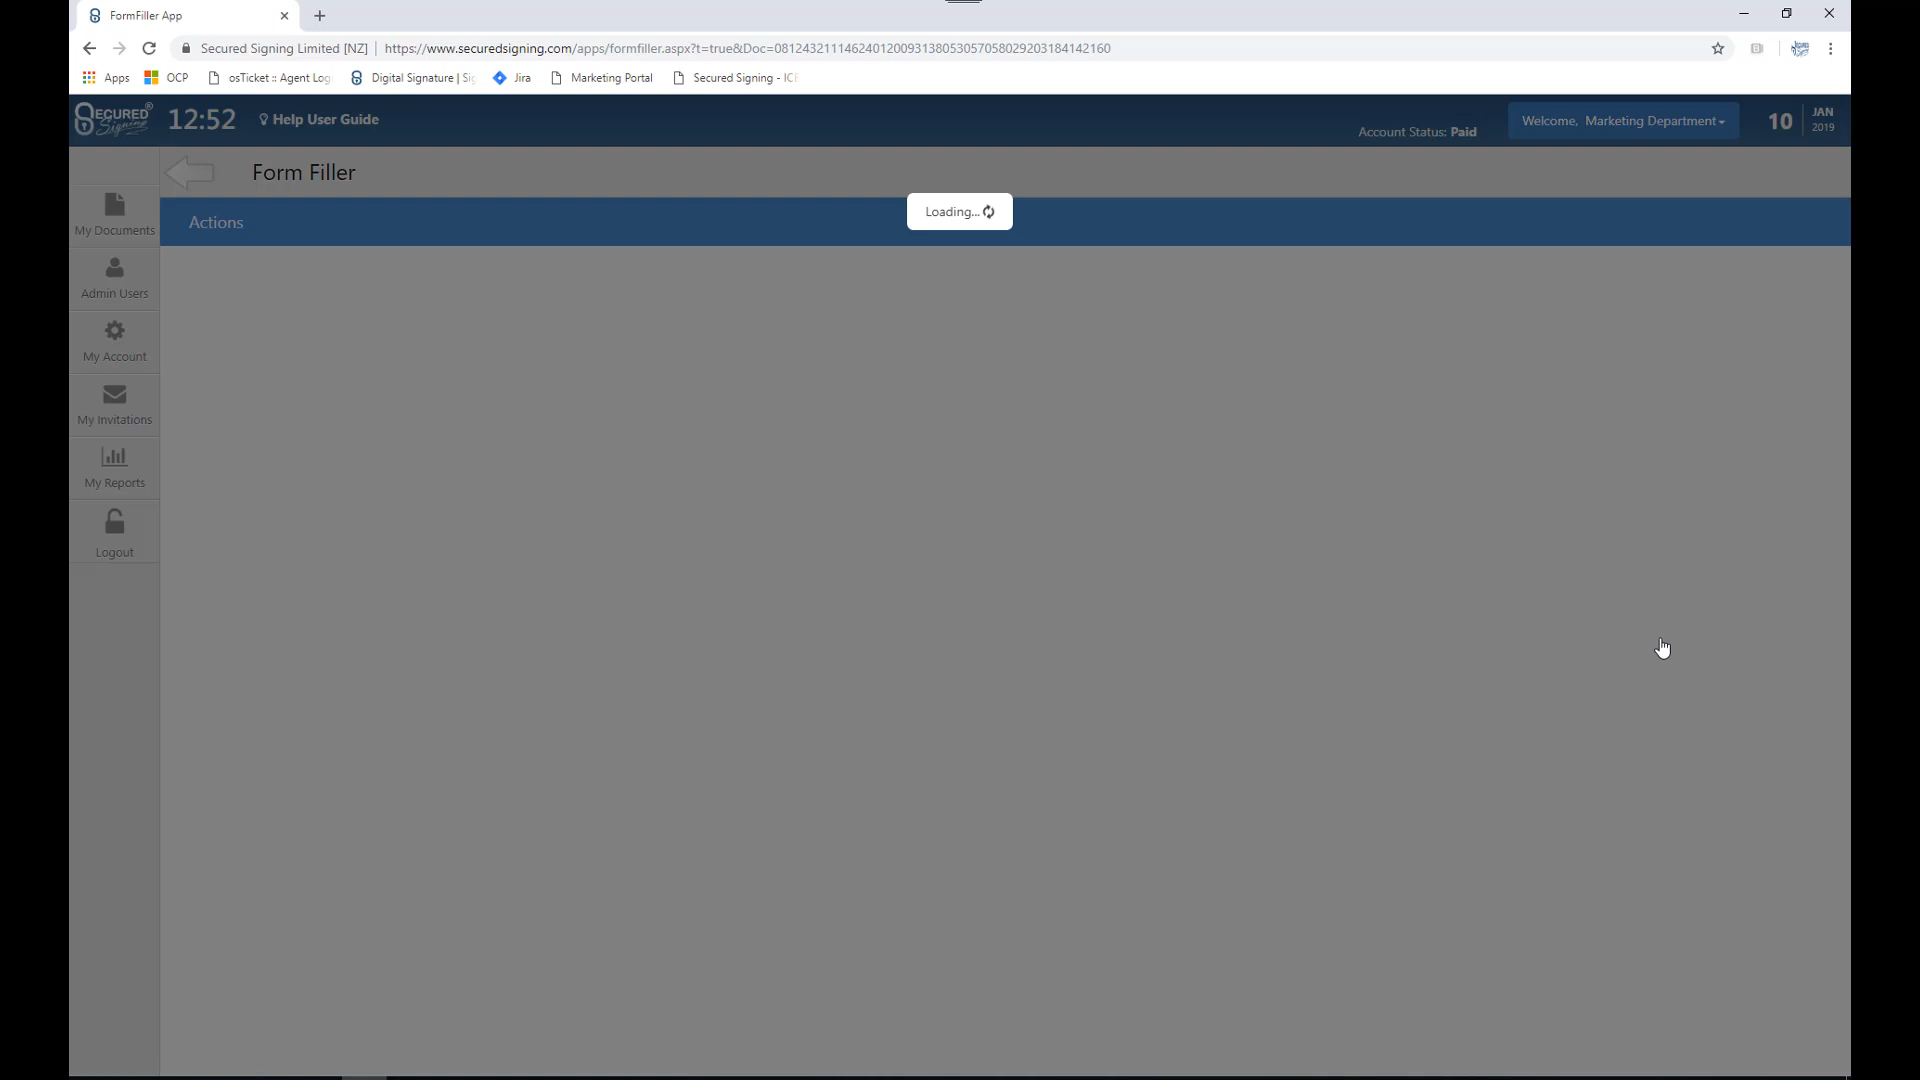 FormFiller App
Secured Signing Limited [NZ] | https://www.securedsigning.com/apps/formfiller.aspx?t=true&Doc=081243211146240120093138053057058029203184142160
Apps OCP osTicket :: Agent Log Digital Signature | Sig Jira Marketing Portal Secured Signing - ICF
SECURED Signing ® 12:52 Help User Guide Account Status: Paid Welcome, Marketing Department 10 JAN 2019
Form Filler
Loading...
Actions
My Documents
Admin Users
My Account
My Invitations
My Reports
Logout